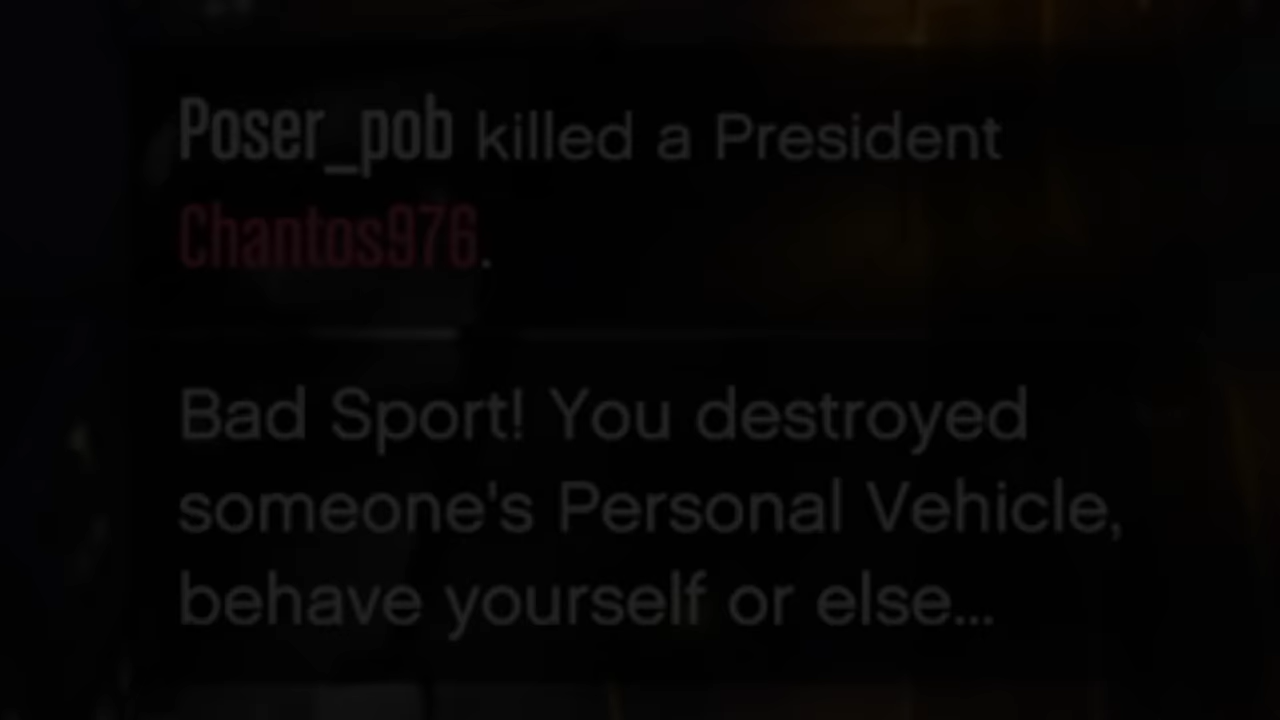 Poser_pob killed a President
Chantos976.
Bad Sport! You destroyed
someone's Personal Vehicle,
behave yourself or else...